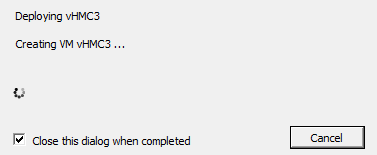 Deploying vHMC3
Creating VM vHMC3 ...
Close this dialog when completed
Cancel